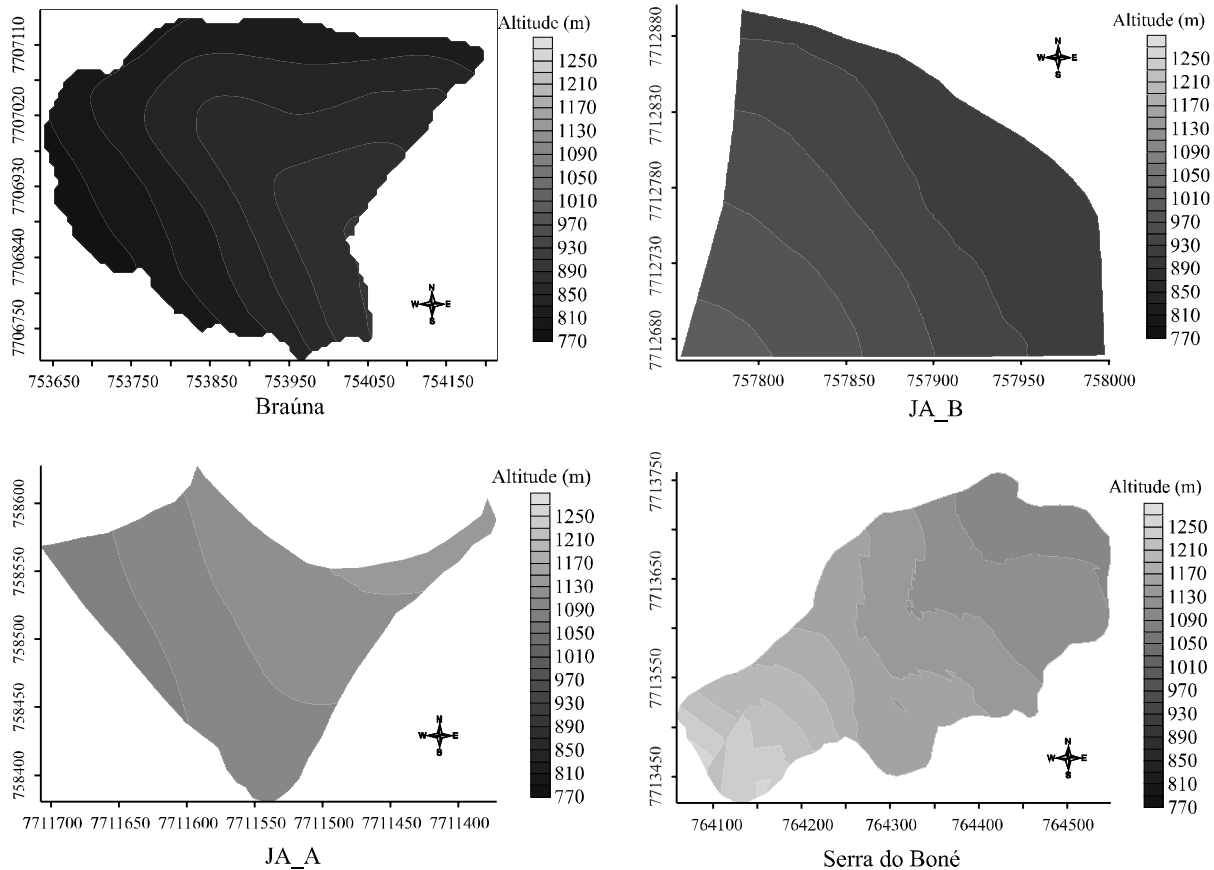 Altitude (m)
1250
1210
1170
1130
1090
1050
1010
970
930
890
850
810
770
7707110
7707020
7706930
7706840
7706750
N
W E
S
753650 753750 753850 753950 754050 754150
Braúna
Altitude (m)
1250
1210
1170
1130
1090
1050
1010
970
930
890
850
810
770
7712880
7712830
7712780
7712730
7712680
N
W E
S
757800 757850 757900 757950 758000
JA_B
Altitude (m)
1250
1210
1170
1130
1090
1050
1010
970
930
890
850
810
770
758600
758550
758500
758450
758400
N
W E
S
7711700 7711650 7711600 7711550 7711500 7711450 7711400
JA_A
Altitude (m)
1250
1210
1170
1130
1090
1050
1010
970
930
890
850
810
770
7713750
7713650
7713550
7713450
N
W E
S
764100 764200 764300 764400 764500
Serra do Boné